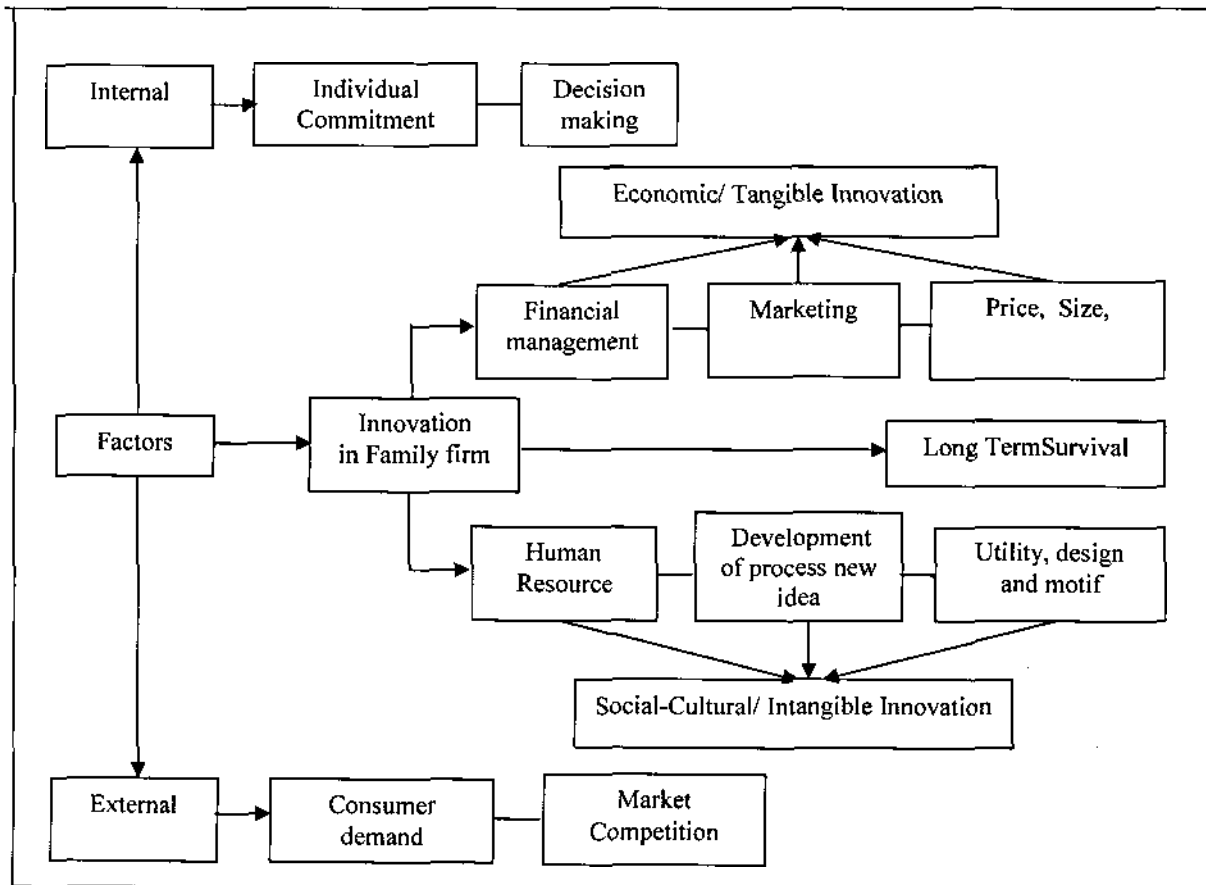 Internal
Individual
Commitment
Decision
making
Economic/ Tangible Innovation
Financial
management
Marketing
Price, Size,
Factors
Innovation
in Family firm
Long TermSurvival
Human
Resource
Development
of process new
idea
Utility, design
and motif
Social-Cultural/ Intangible Innovation
External
Consumer
demand
Market
Competition